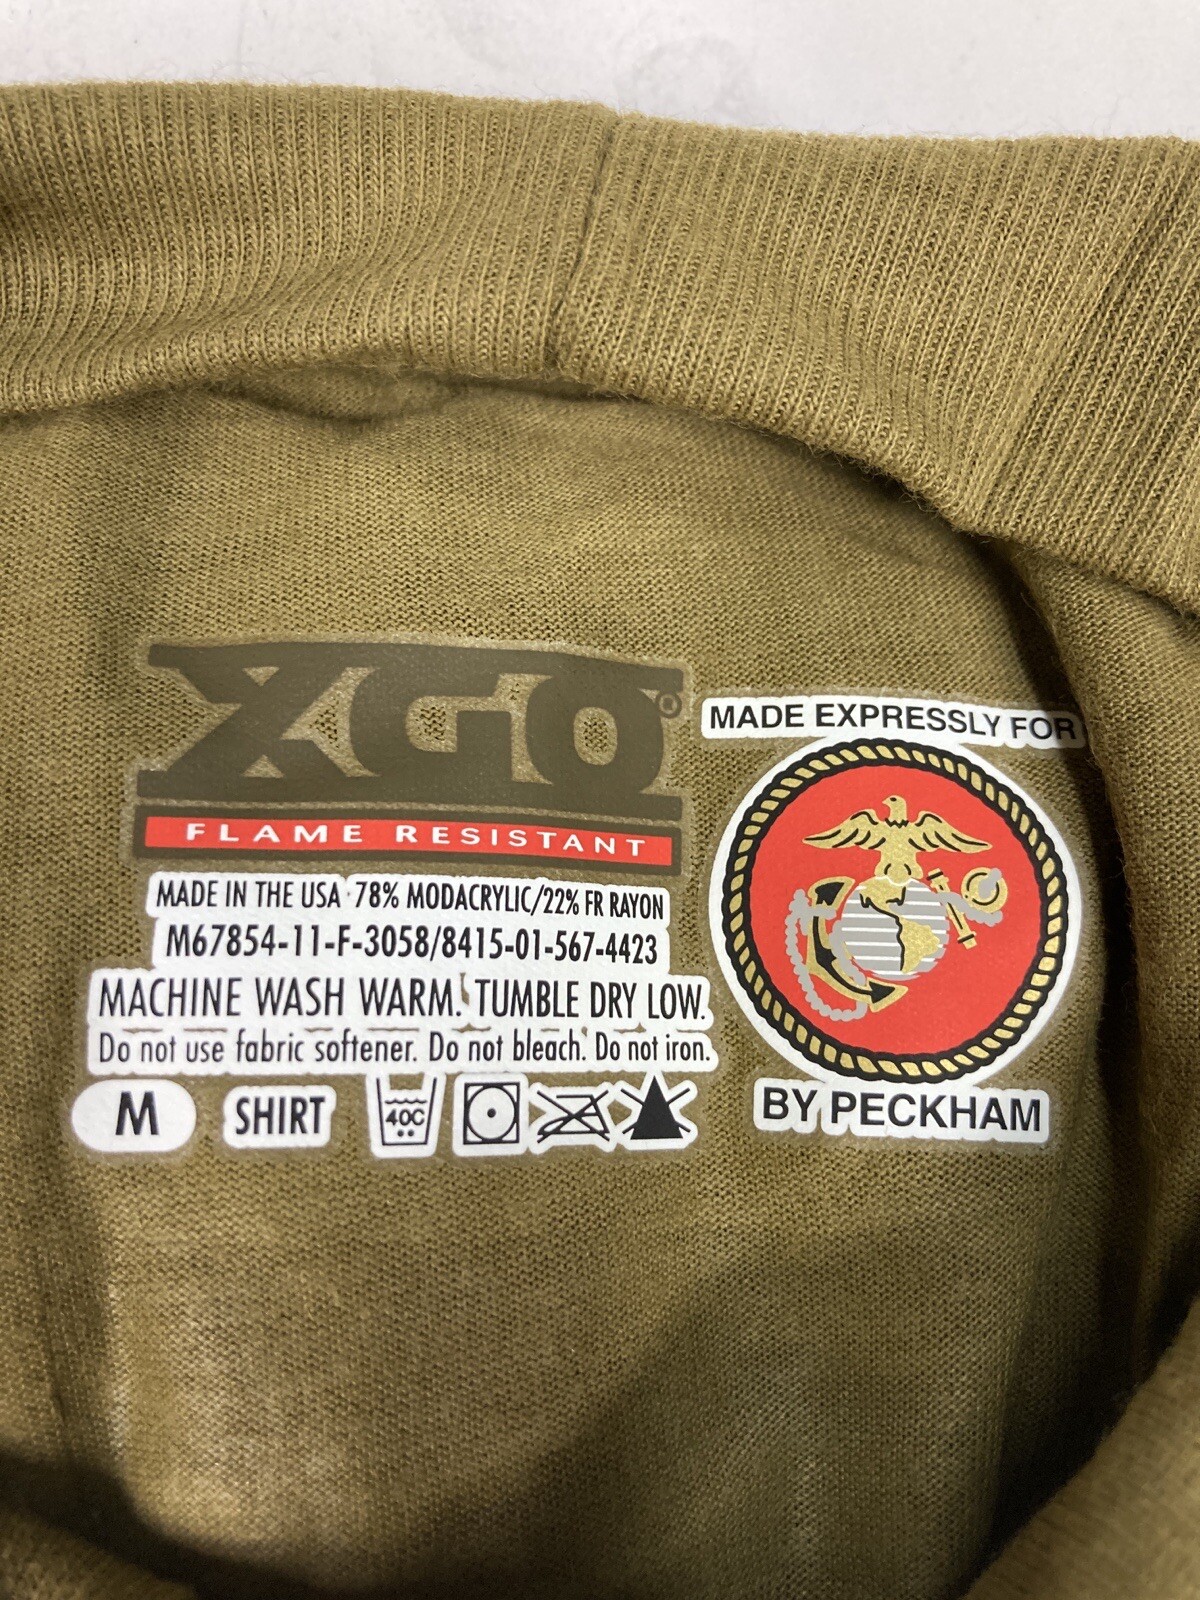 XGO®
FLAME RESISTANT
MADE IN THE USA · 78% MODACRYLIC/22% FR RAYON
M67854-11-F-3058/8415-01-567-4423
MACHINE WASH WARM. TUMBLE DRY LOW.
Do not use fabric softener. Do not bleach. Do not iron.
M SHIRT 40C
MADE EXPRESSLY FOR
BY PECKHAM